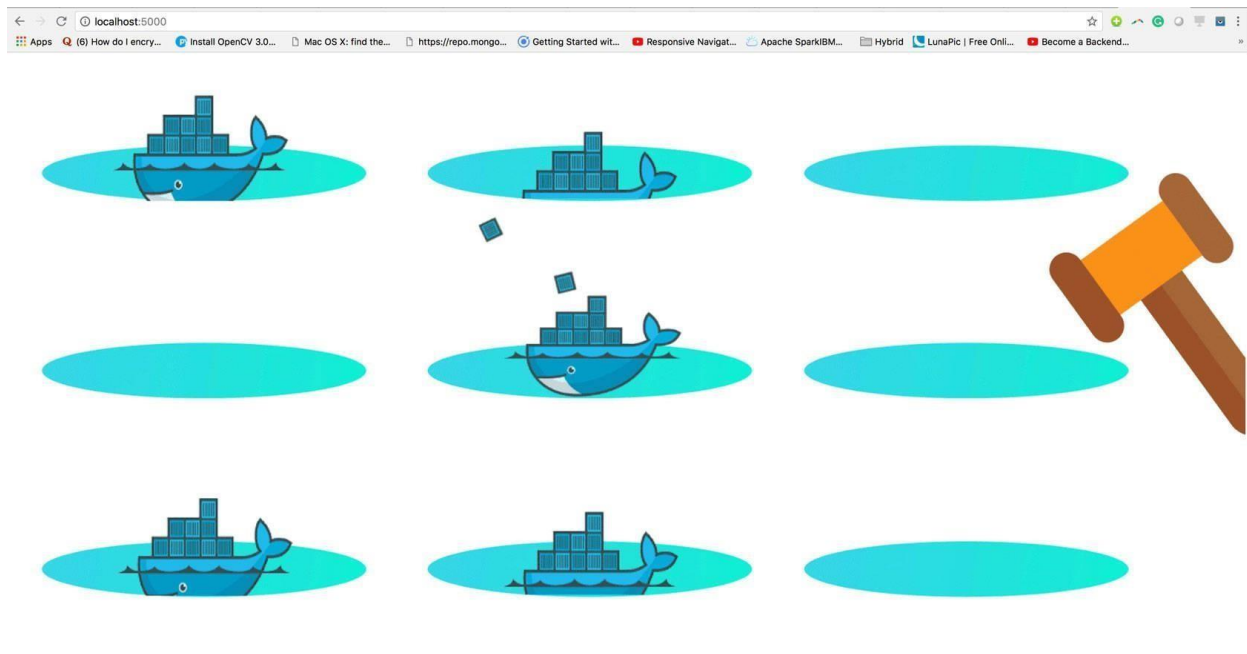 localhost:5000
Apps (6) How do I encry... Install OpenCV 3.0... Mac OS X: find the... https://repo.mongo... Getting Started wit... Responsive Navigat... Apache SparkIBM... Hybrid LunaPic | Free Onli... Become a Backend... »